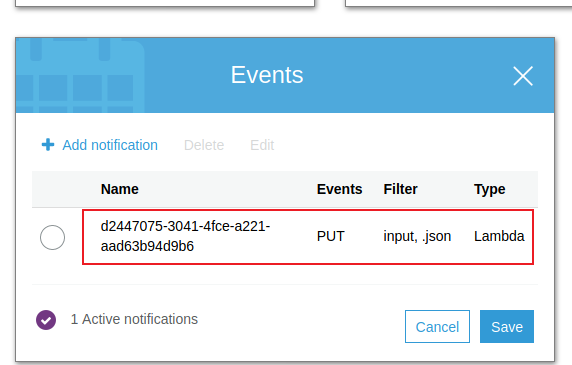 Events
Add notification Delete Edit
Name Events Filter Type
d2447075-3041-4fce-a221-
aad63b94d9b6 PUT input, .json Lambda
1 Active notifications Cancel Save